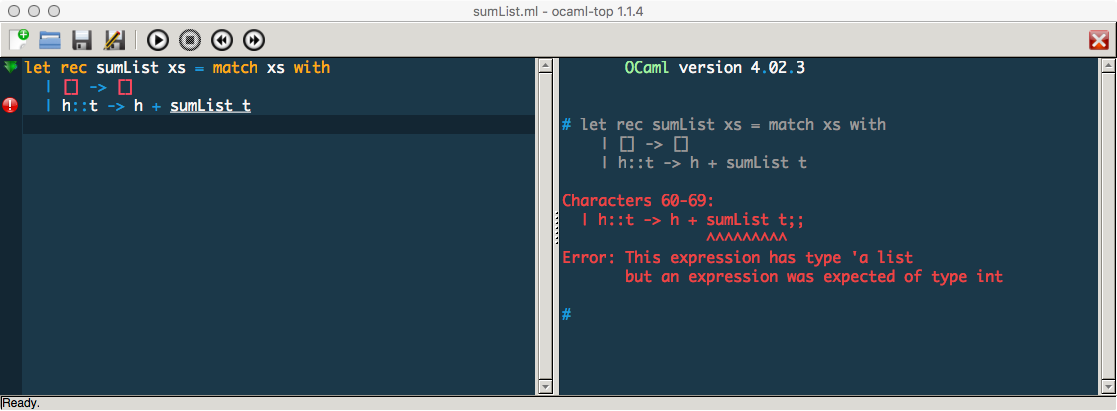 sumList.ml - ocaml-top 1.1.4
let rec sumList xs = match xs with
  | [] -> []
  | h::t -> h + sumList t
OCaml version 4.02.3
# let rec sumList xs = match xs with
    | [] -> []
    | h::t -> h + sumList t
Characters 60-69:
  | h::t -> h + sumList t;;
                ^^^^^^^^^
Error: This expression has type 'a list
       but an expression was expected of type int
#
Ready.